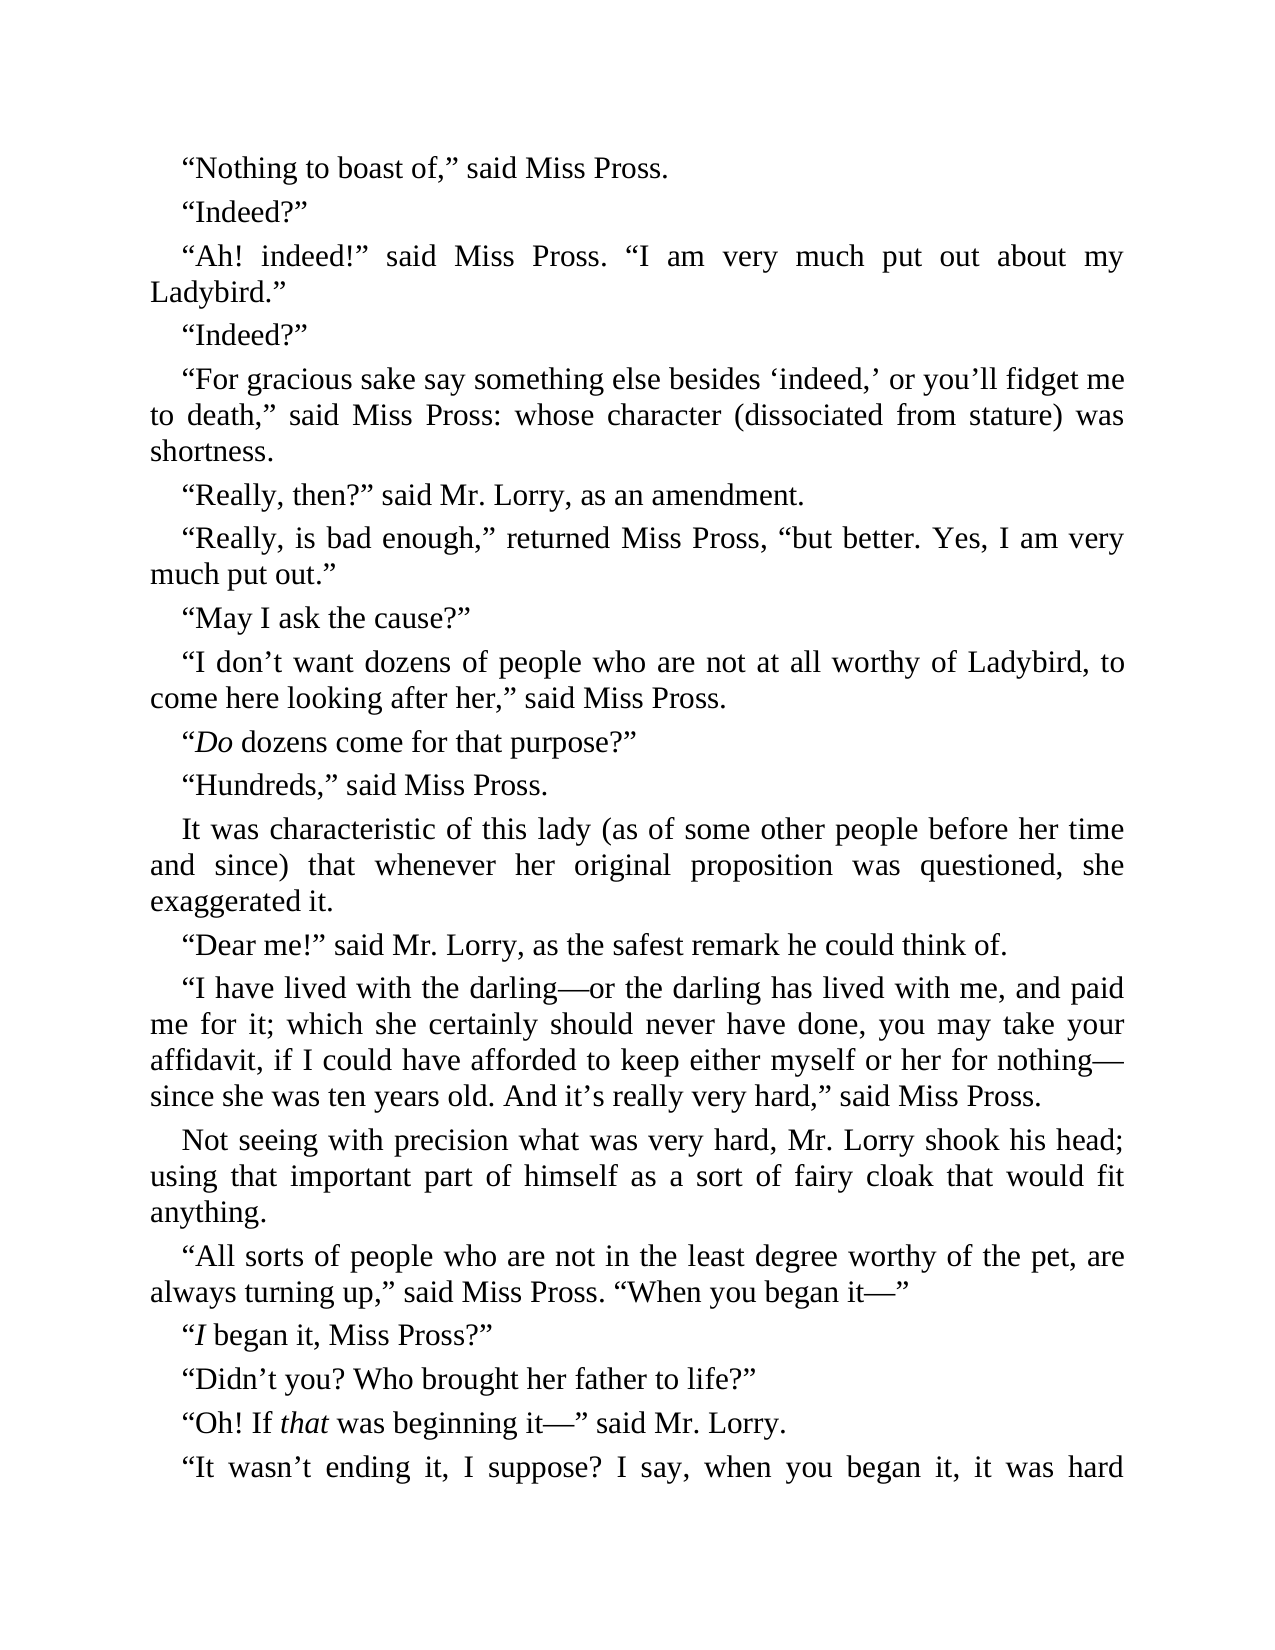 “Nothing to boast of,” said Miss Pross.
“Indeed?”
“Ah! indeed!” said Miss Pross. “I am very much put out about my
Ladybird.”
“Indeed?”
“For gracious sake say something else besides ‘indeed,’ or you’ll fidget me
to death,” said Miss Pross: whose character (dissociated from stature) was
shortness.
“Really, then?” said Mr. Lorry, as an amendment.
“Really, is bad enough,” returned Miss Pross, “but better. Yes, I am very
much put out.”
“May I ask the cause?”
“I don’t want dozens of people who are not at all worthy of Ladybird, to
come here looking after her,” said Miss Pross.
“Do dozens come for that purpose?”
“Hundreds,” said Miss Pross.
It was characteristic of this lady (as of some other people before her time
and since) that whenever her original proposition was questioned, she
exaggerated it.
“Dear me!” said Mr. Lorry, as the safest remark he could think of.
“I have lived with the darling—or the darling has lived with me, and paid
me for it; which she certainly should never have done, you may take your
affidavit, if I could have afforded to keep either myself or her for nothing—
since she was ten years old. And it’s really very hard,” said Miss Pross.
Not seeing with precision what was very hard, Mr. Lorry shook his head;
using that important part of himself as a sort of fairy cloak that would fit
anything.
“All sorts of people who are not in the least degree worthy of the pet, are
always turning up,” said Miss Pross. “When you began it—”
“I began it, Miss Pross?”
“Didn’t you? Who brought her father to life?”
“Oh! If that was beginning it—” said Mr. Lorry.
“It wasn’t ending it, I suppose? I say, when you began it, it was hard